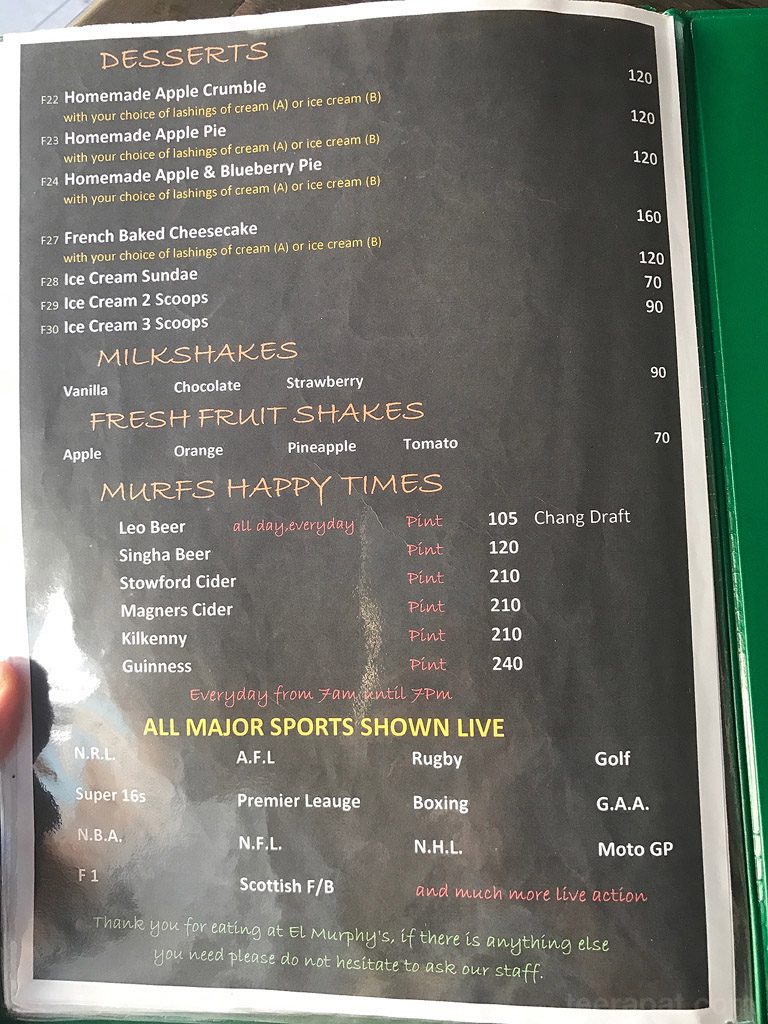 DESSERTS
F22 Homemade Apple Crumble 120
with your choice of lashings of cream (A) or ice cream (B)
F23 Homemade Apple Pie 120
with your choice of lashings of cream (A) or ice cream (B)
F24 Homemade Apple & Blueberry Pie 120
with your choice of lashings of cream (A) or ice cream (B)
F27 French Baked Cheesecake 160
with your choice of lashings of cream (A) or ice cream (B)
F28 Ice Cream Sundae 120
F29 Ice Cream 2 Scoops 70
F30 Ice Cream 3 Scoops 90
MILKSHAKES
Vanilla Chocolate Strawberry 90
FRESH FRUIT SHAKES
Apple Orange Pineapple Tomato 70
MURFS HAPPY TIMES
Leo Beer all day,everyday Pint 105 Chang Draft
Singha Beer Pint 120
Stowford Cider Pint 210
Magners Cider Pint 210
Kilkenny Pint 210
Guinness Pint 240
Everyday from 7am until 7Pm
ALL MAJOR SPORTS SHOWN LIVE
N.R.L. A.F.L Rugby Golf
Super 16s Premier Leauge Boxing G.A.A.
N.B.A. N.F.L. N.H.L. Moto GP
F 1 Scottish F/B and much more live action
Thank you for eating at El Murphy's, if there is anything else
you need please do not hesitate to ask our staff.
teerapat.com